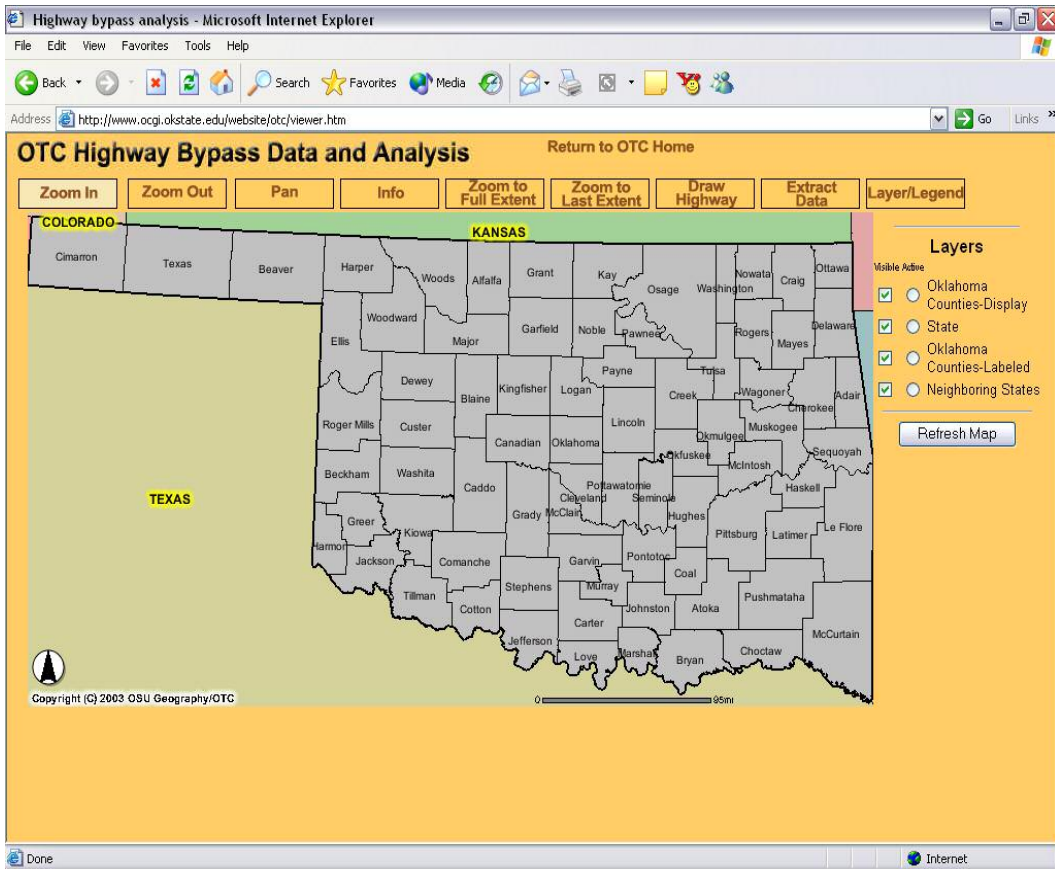 Highway bypass analysis - Microsoft Internet Explorer
File Edit View Favorites Tools Help
Back Search Favorites Media
Address http://www.ocgi.okstate.edu/website/otc/viewer.htm Go Links »
OTC Highway Bypass Data and Analysis Return to OTC Home
Zoom In Zoom Out Pan Info Zoom to Full Extent Zoom to Last Extent Draw Highway Extract Data Layer/Legend
COLORADO KANSAS
Cimarron Texas Beaver Harper Woods Alfalfa Grant Kay Osage Washington Nowata Craig Ottawa
Woodward Ellis Major Garfield Noble Pawnee Rogers Mayes Delaware
Dewey Blaine Kingfisher Logan Payne Creek Tulsa Wagoner Cherokee Adair
Roger Mills Custer Canadian Oklahoma Lincoln Okmulgee Muskogee Sequoyah
Beckham Washita Caddo Okfuskee McIntosh Haskell
TEXAS
Greer Kiowa Grady McClain Cleveland Pottawatomie Seminole Hughes Pittsburg Latimer Le Flore
Harmon Jackson Comanche Garvin Pontotoc Coal
Tillman Cotton Stephens Murray Johnston Atoka Pushmataha
Jefferson Carter Love Marshal Bryan Choctaw McCurtain
Copyright (C) 2003 OSU Geography/OTC
0 95mi
Layers
Visible Active
Oklahoma
Counties-Display
State
Oklahoma
Counties-Labeled
Neighboring States
Refresh Map
Done Internet